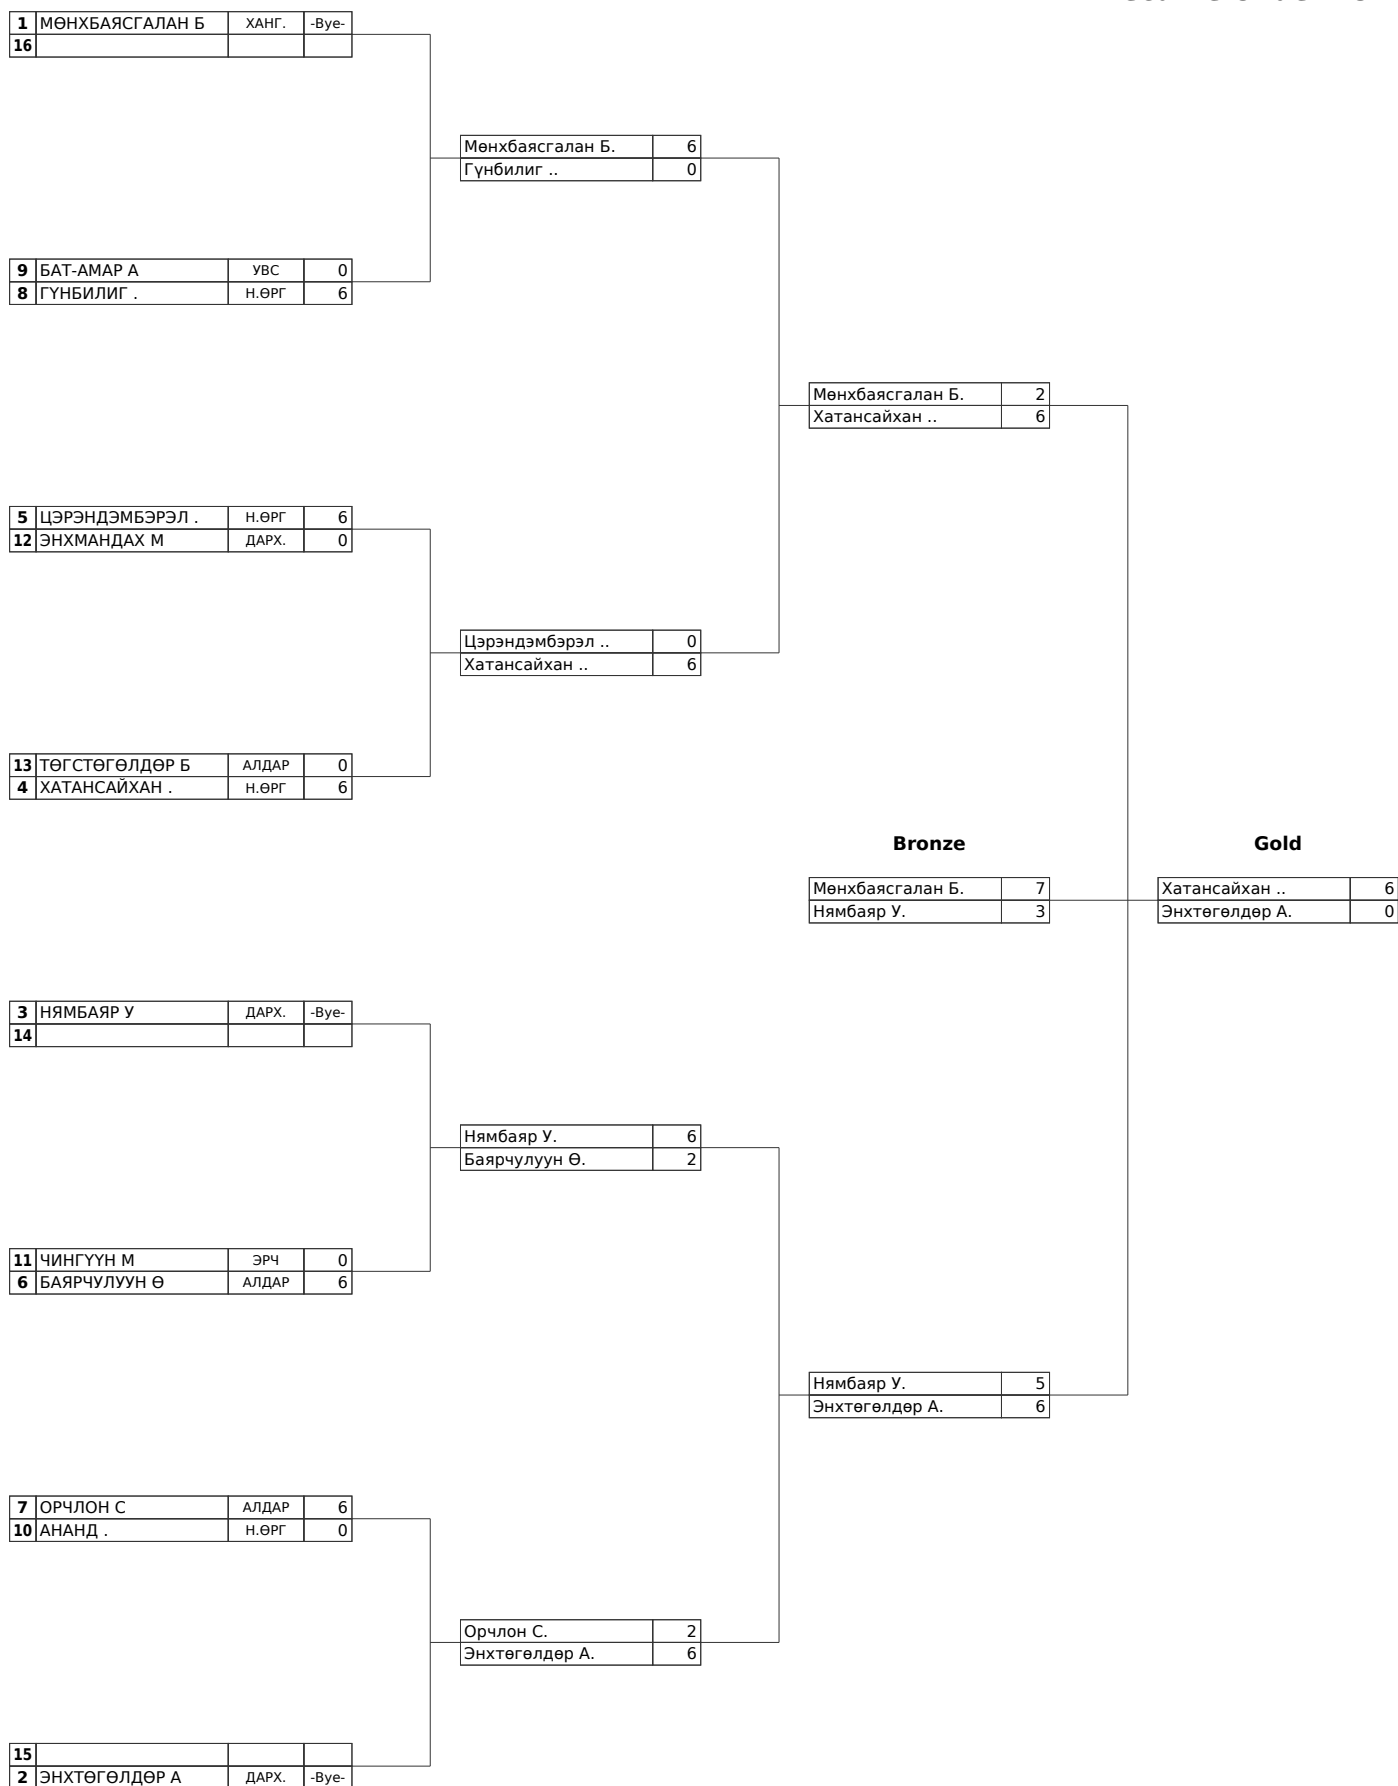 1 МӨНХБАЯСГАЛАН Б ХАНГ. -Bye-
16
Мөнхбаясгалан Б. 6
Гүнбилиг .. 0
9 БАТ-АМАР А УВС 0
8 ГҮНБИЛИГ . Н.ӨРГ 6
Мөнхбаясгалан Б. 2
Хатансайхан .. 6
5 ЦЭРЭНДЭМБЭРЭЛ . Н.ӨРГ 6
12 ЭНХМАНДАХ М ДАРХ. 0
Цэрэндэмбэрэл .. 0
Хатансайхан .. 6
13 ТӨГСТӨГӨЛДӨР Б АЛДАР 0
4 ХАТАНСАЙХАН . Н.ӨРГ 6
Bronze Gold
Мөнхбаясгалан Б. 7 Хатансайхан .. 6
Нямбаяр У. 3 Энхтөгөлдөр А. 0
3 НЯМБАЯР У ДАРХ. -Bye-
14
Нямбаяр У. 6
Баярчулуун Ө. 2
11 ЧИНГҮҮН М ЭРЧ 0
6 БАЯРЧУЛУУН Ө АЛДАР 6
Нямбаяр У. 5
Энхтөгөлдөр А. 6
7 ОРЧЛОН С АЛДАР 6
10 АНАНД . Н.ӨРГ 0
Орчлон С. 2
Энхтөгөлдөр А. 6
15
2 ЭНХТӨГӨЛДӨР А ДАРХ. -Bye-